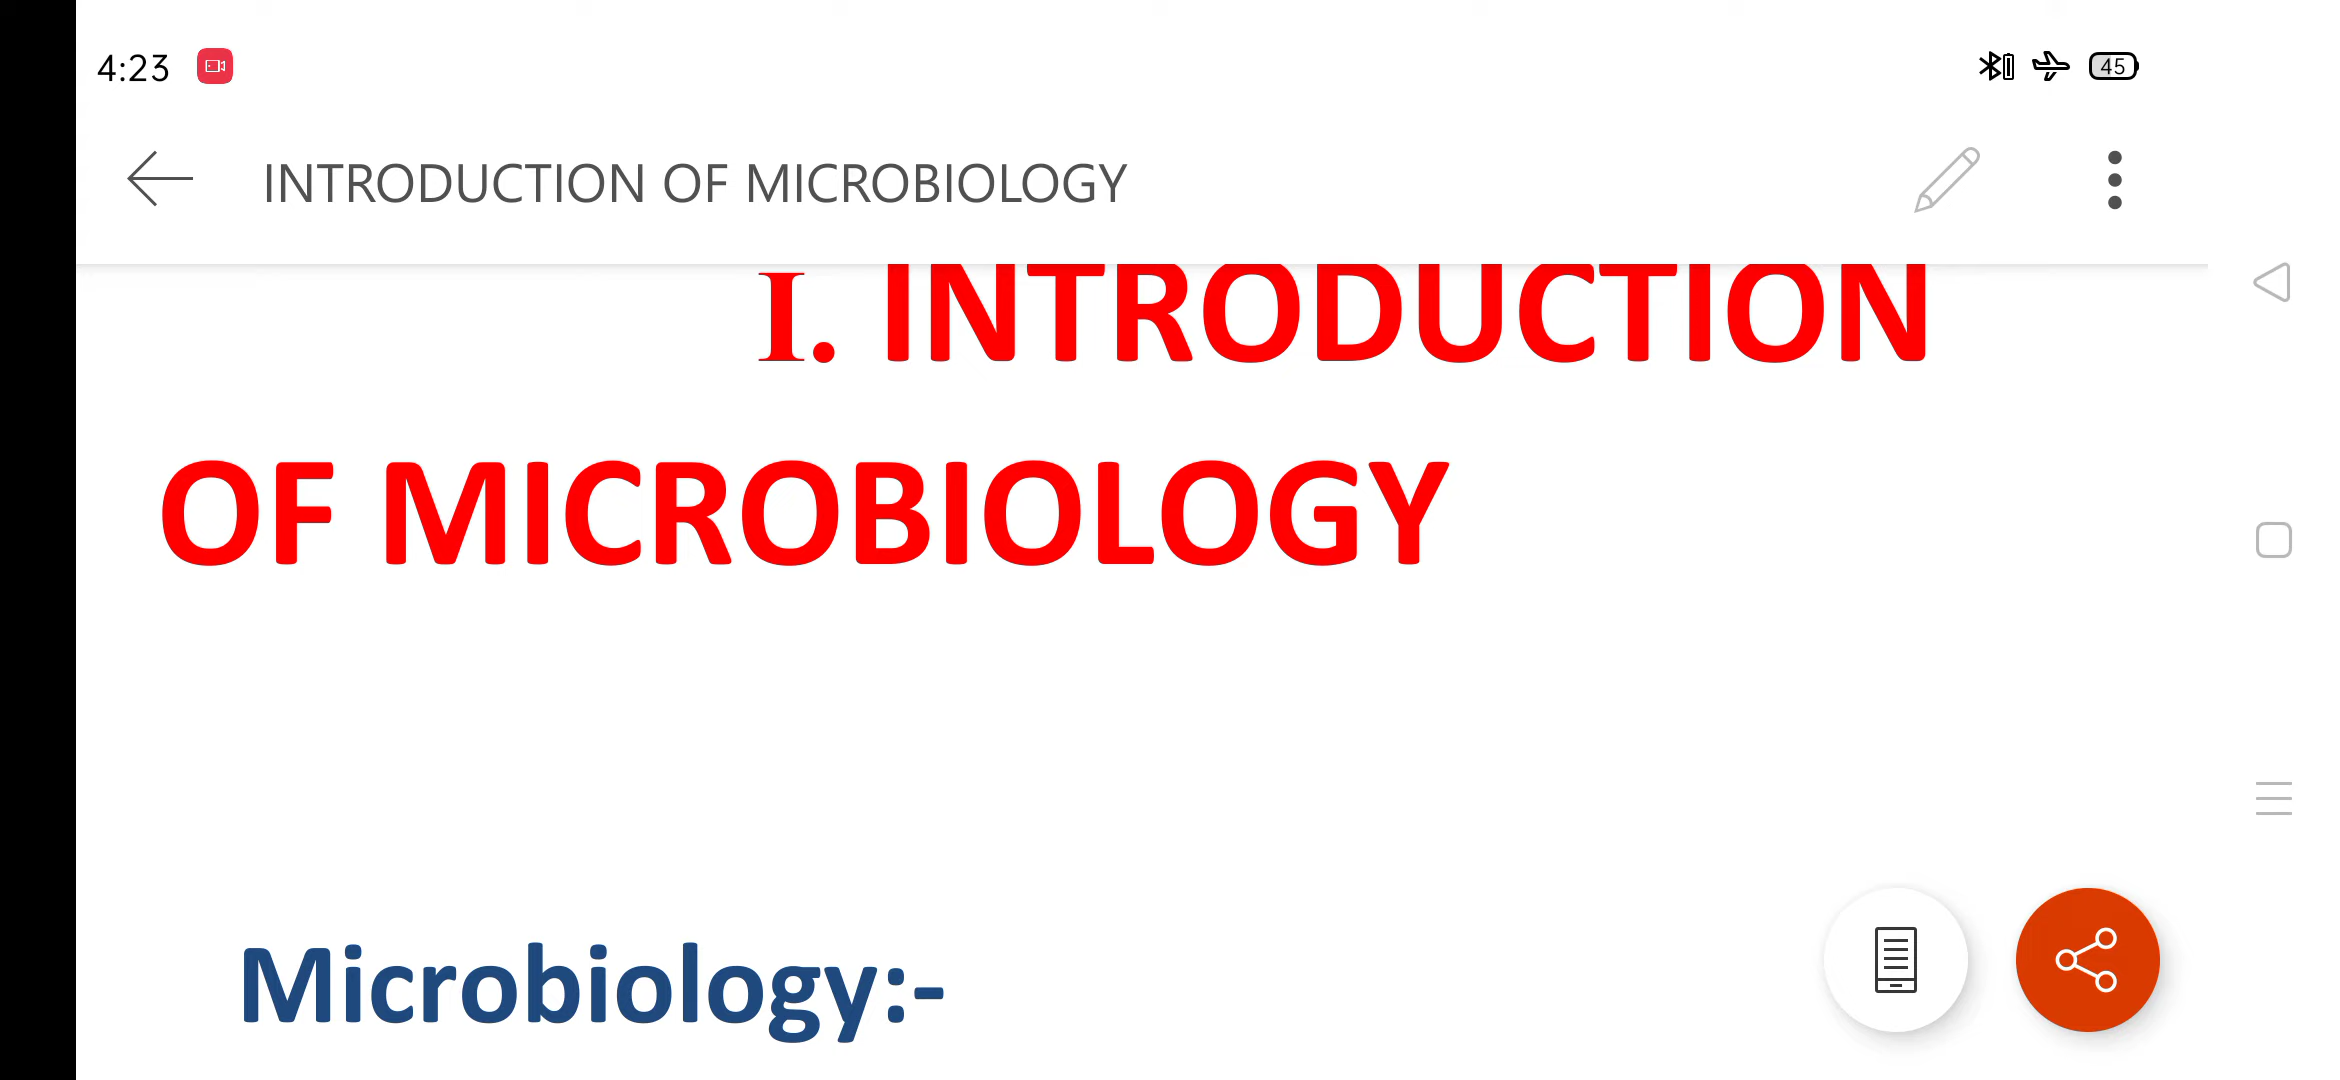 4:23
45
INTRODUCTION OF MICROBIOLOGY
I. INTRODUCTION
OF MICROBIOLOGY
Microbiology:-